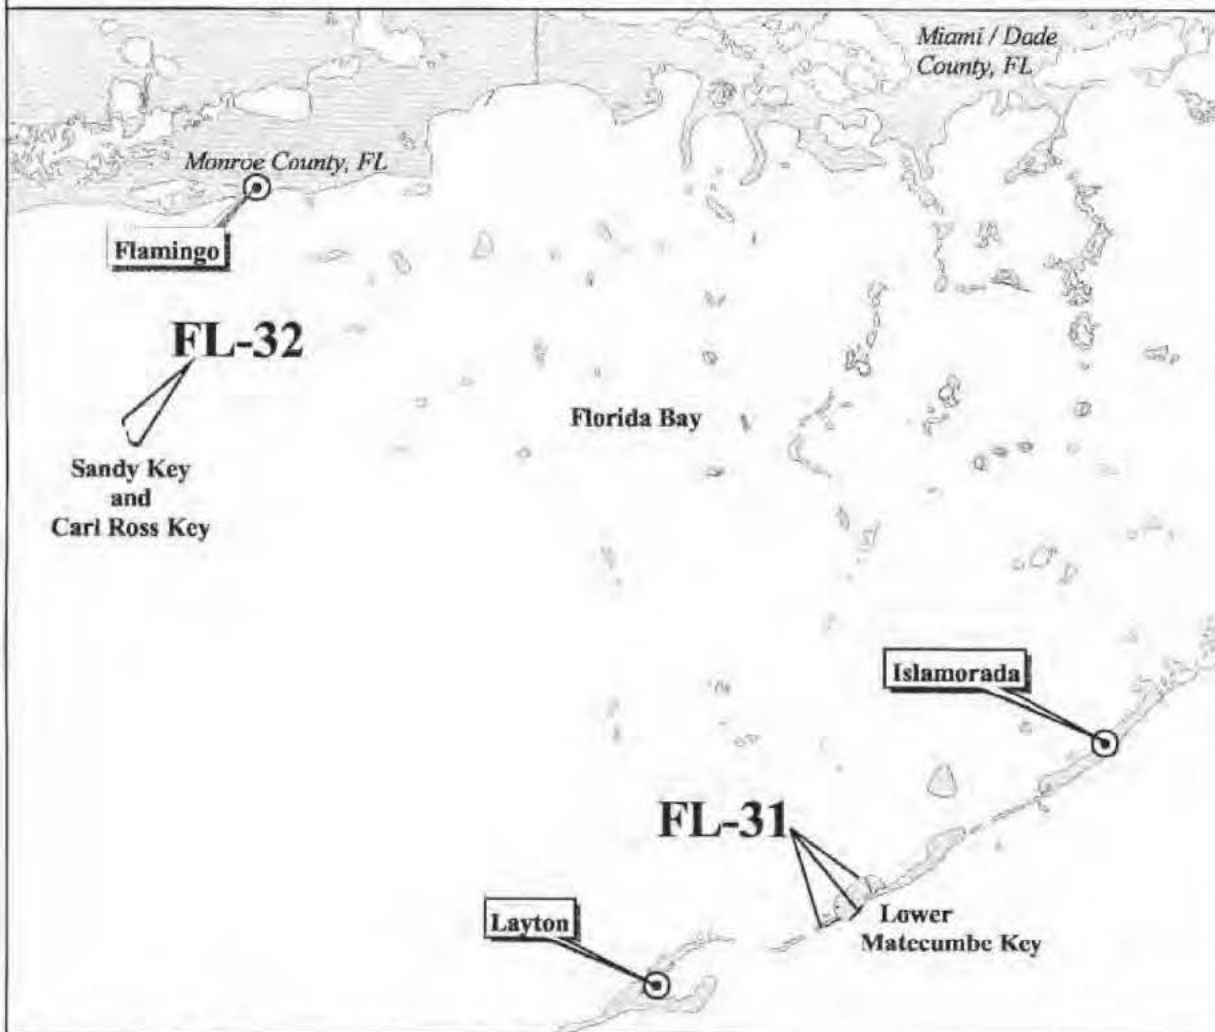 Miami / Dade
County, FL
Monroe County, FL
Flamingo
FL-32
Florida Bay
Sandy Key
and
Carl Ross Key
Islamorada
FL-31
Layton
Lower
Matecumbe Key